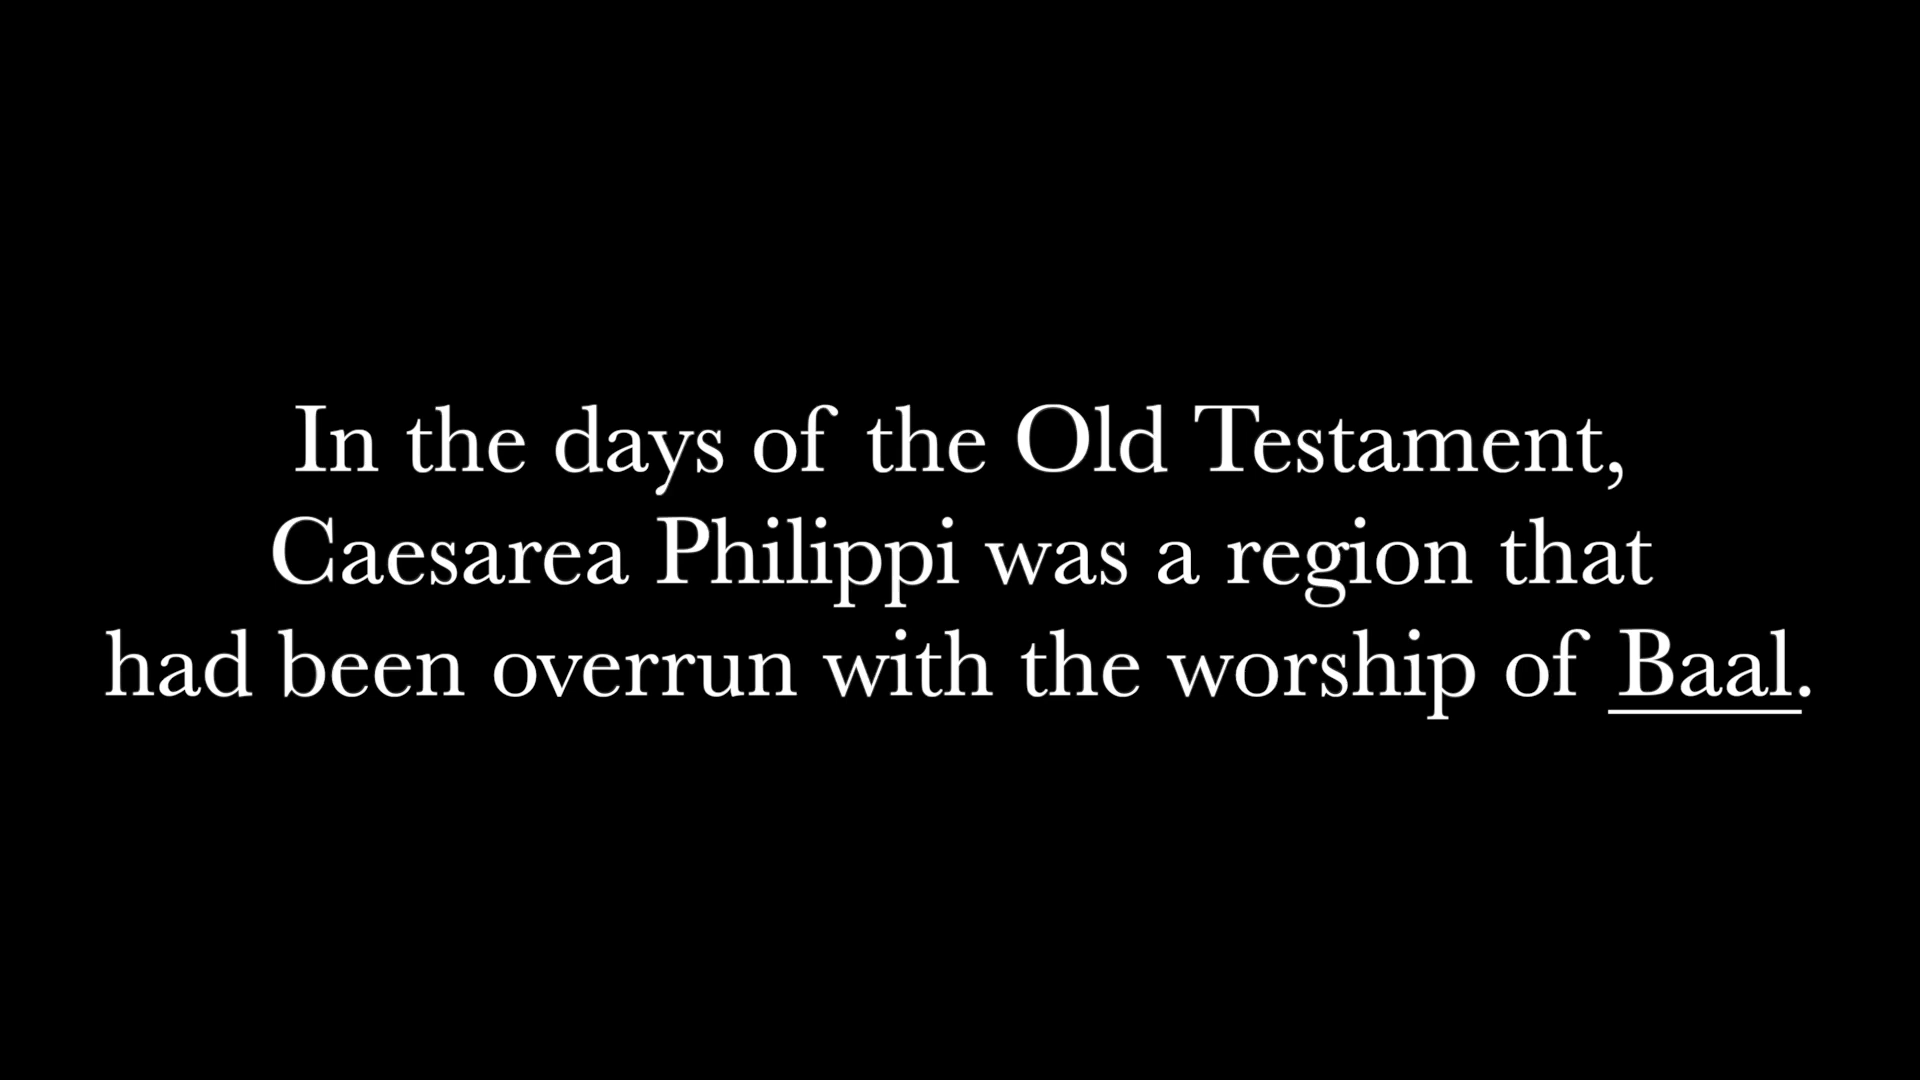 In the days of the Old Testament,
Caesarea Philippi was a region that
had been overrun with the worship of Baal.